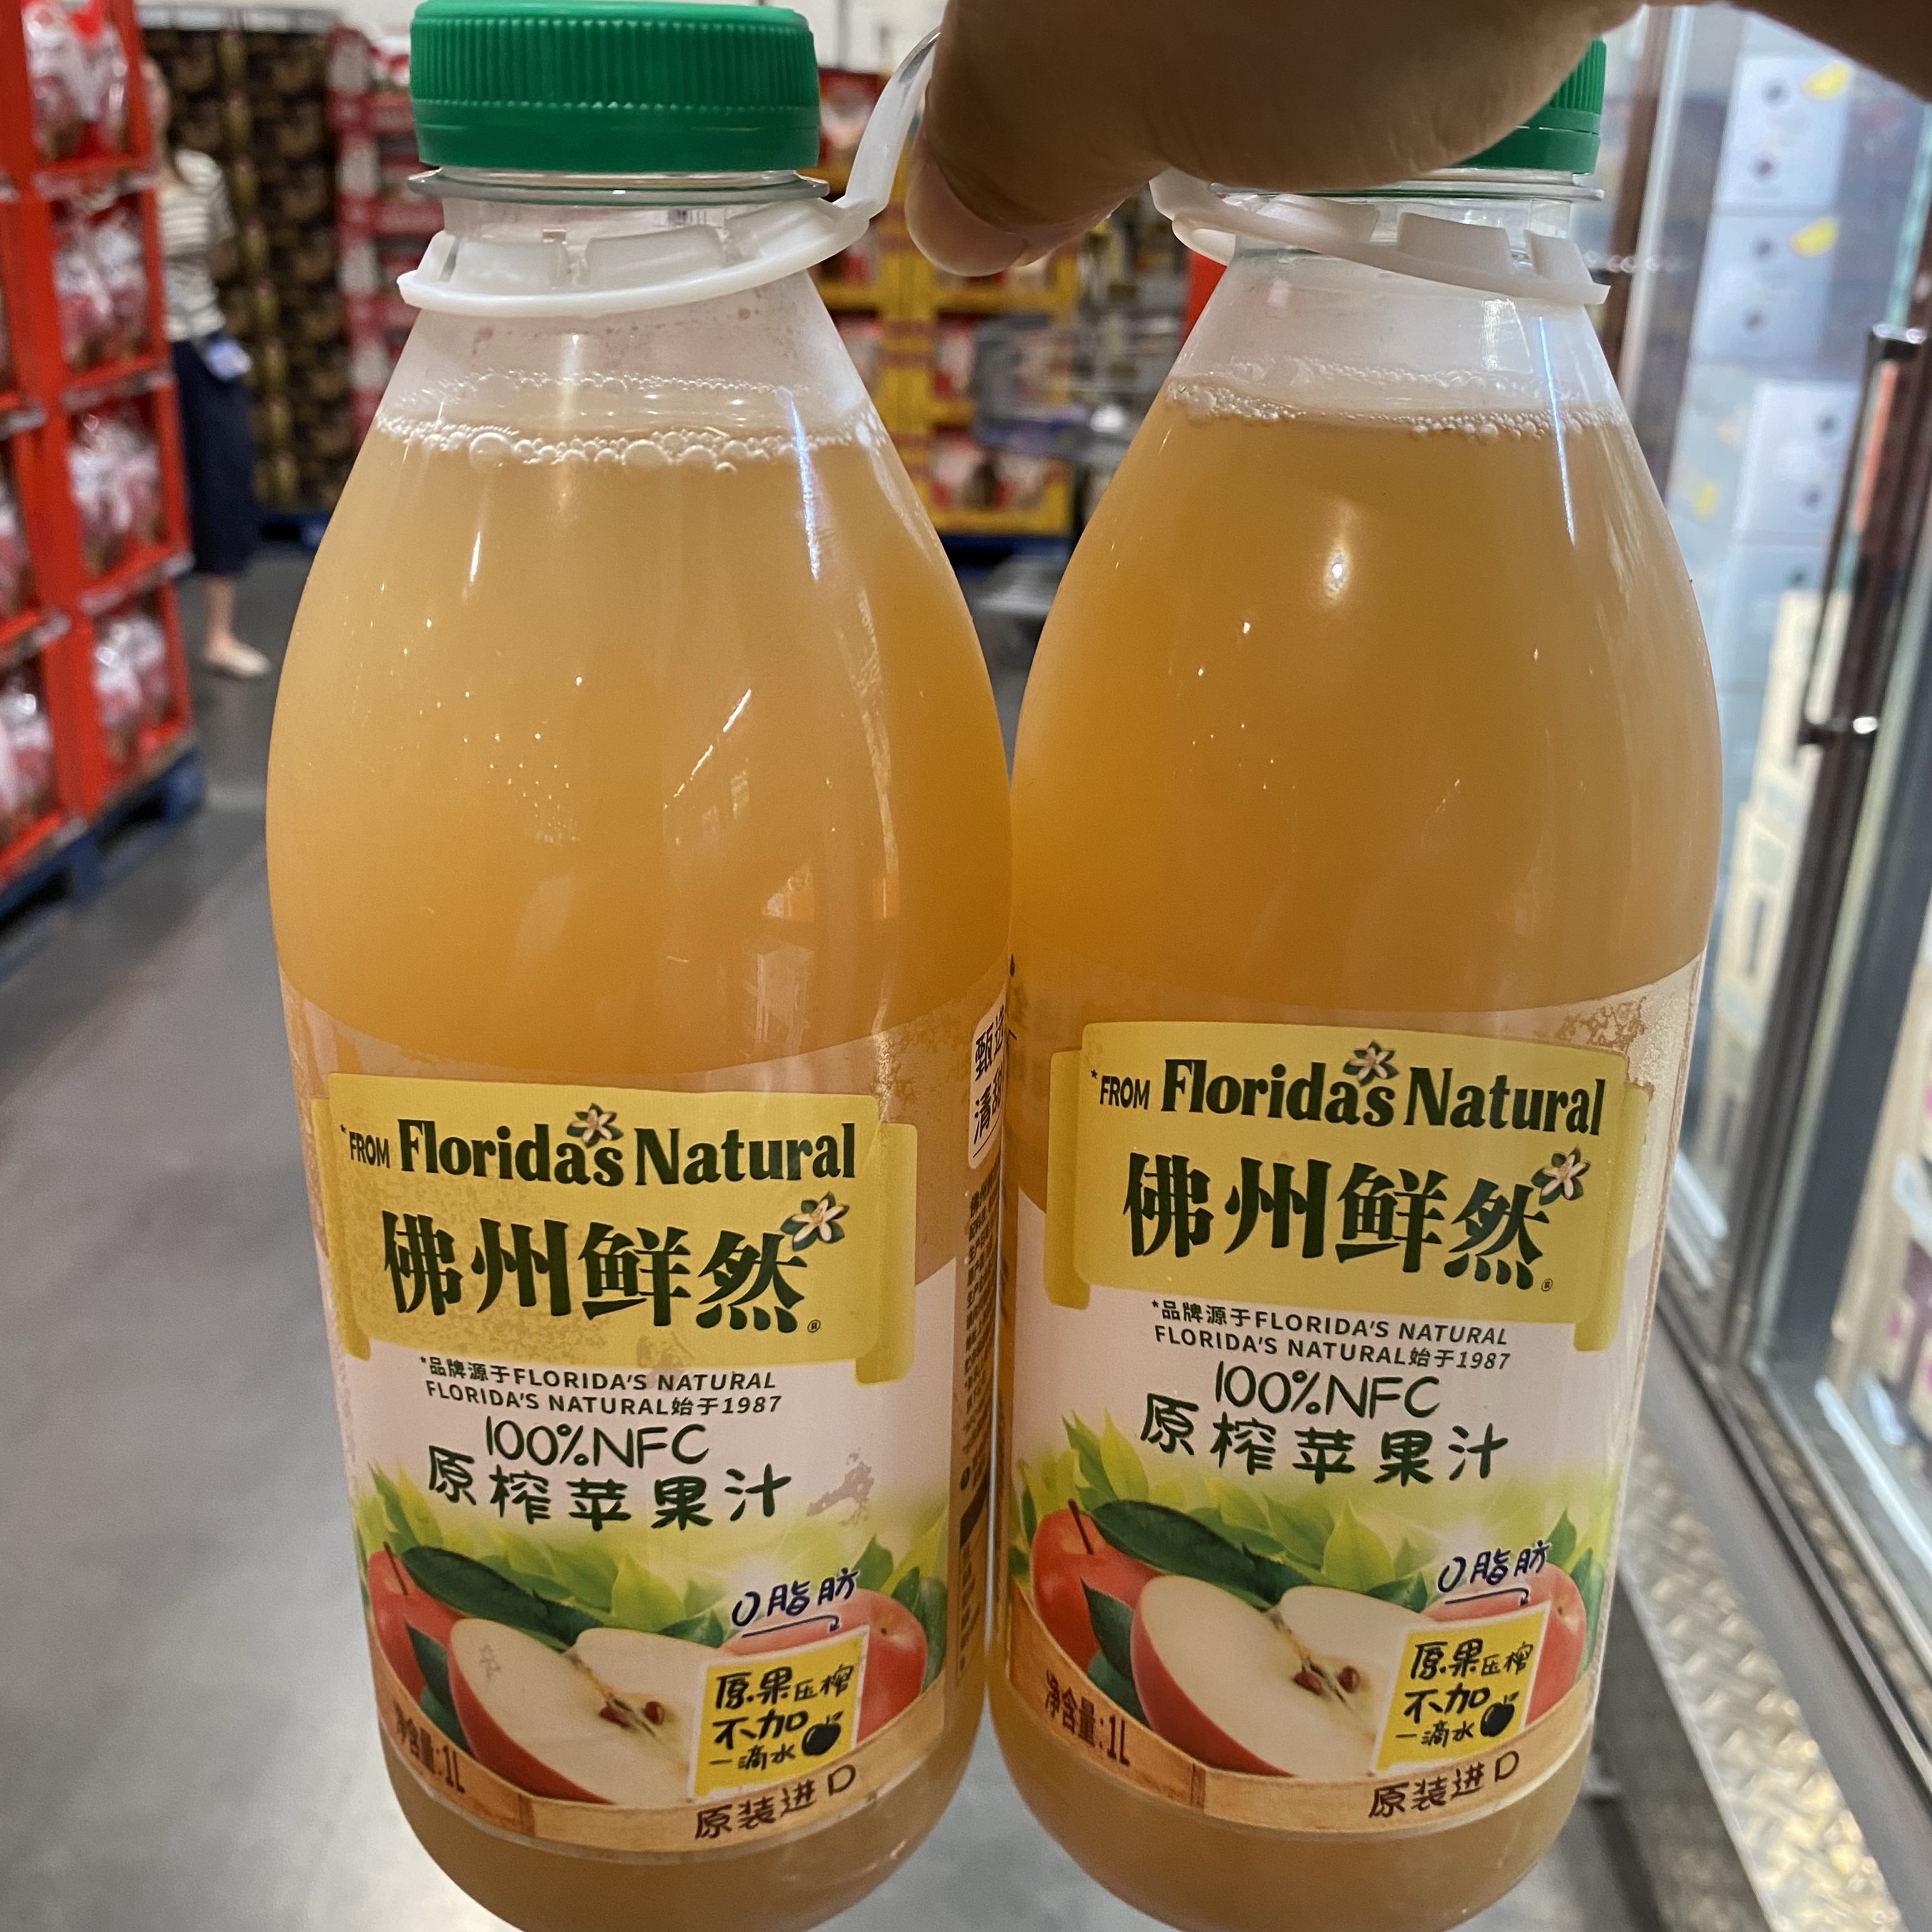 *FROM Florida's Natural
佛州鲜然®
*品牌源于FLORIDA'S NATURAL
FLORIDA'S NATURAL始于1987
100%NFC
原榨苹果汁
0脂肪
原果压榨
不加
一滴水
净含量:1L
原装进口
甄选
清甜
*FROM Florida's Natural
佛州鲜然®
*品牌源于FLORIDA'S NATURAL
FLORIDA'S NATURAL始于1987
100%NFC
原榨苹果汁
0脂肪
原果压榨
不加
一滴水
净含量:1L
原装进口